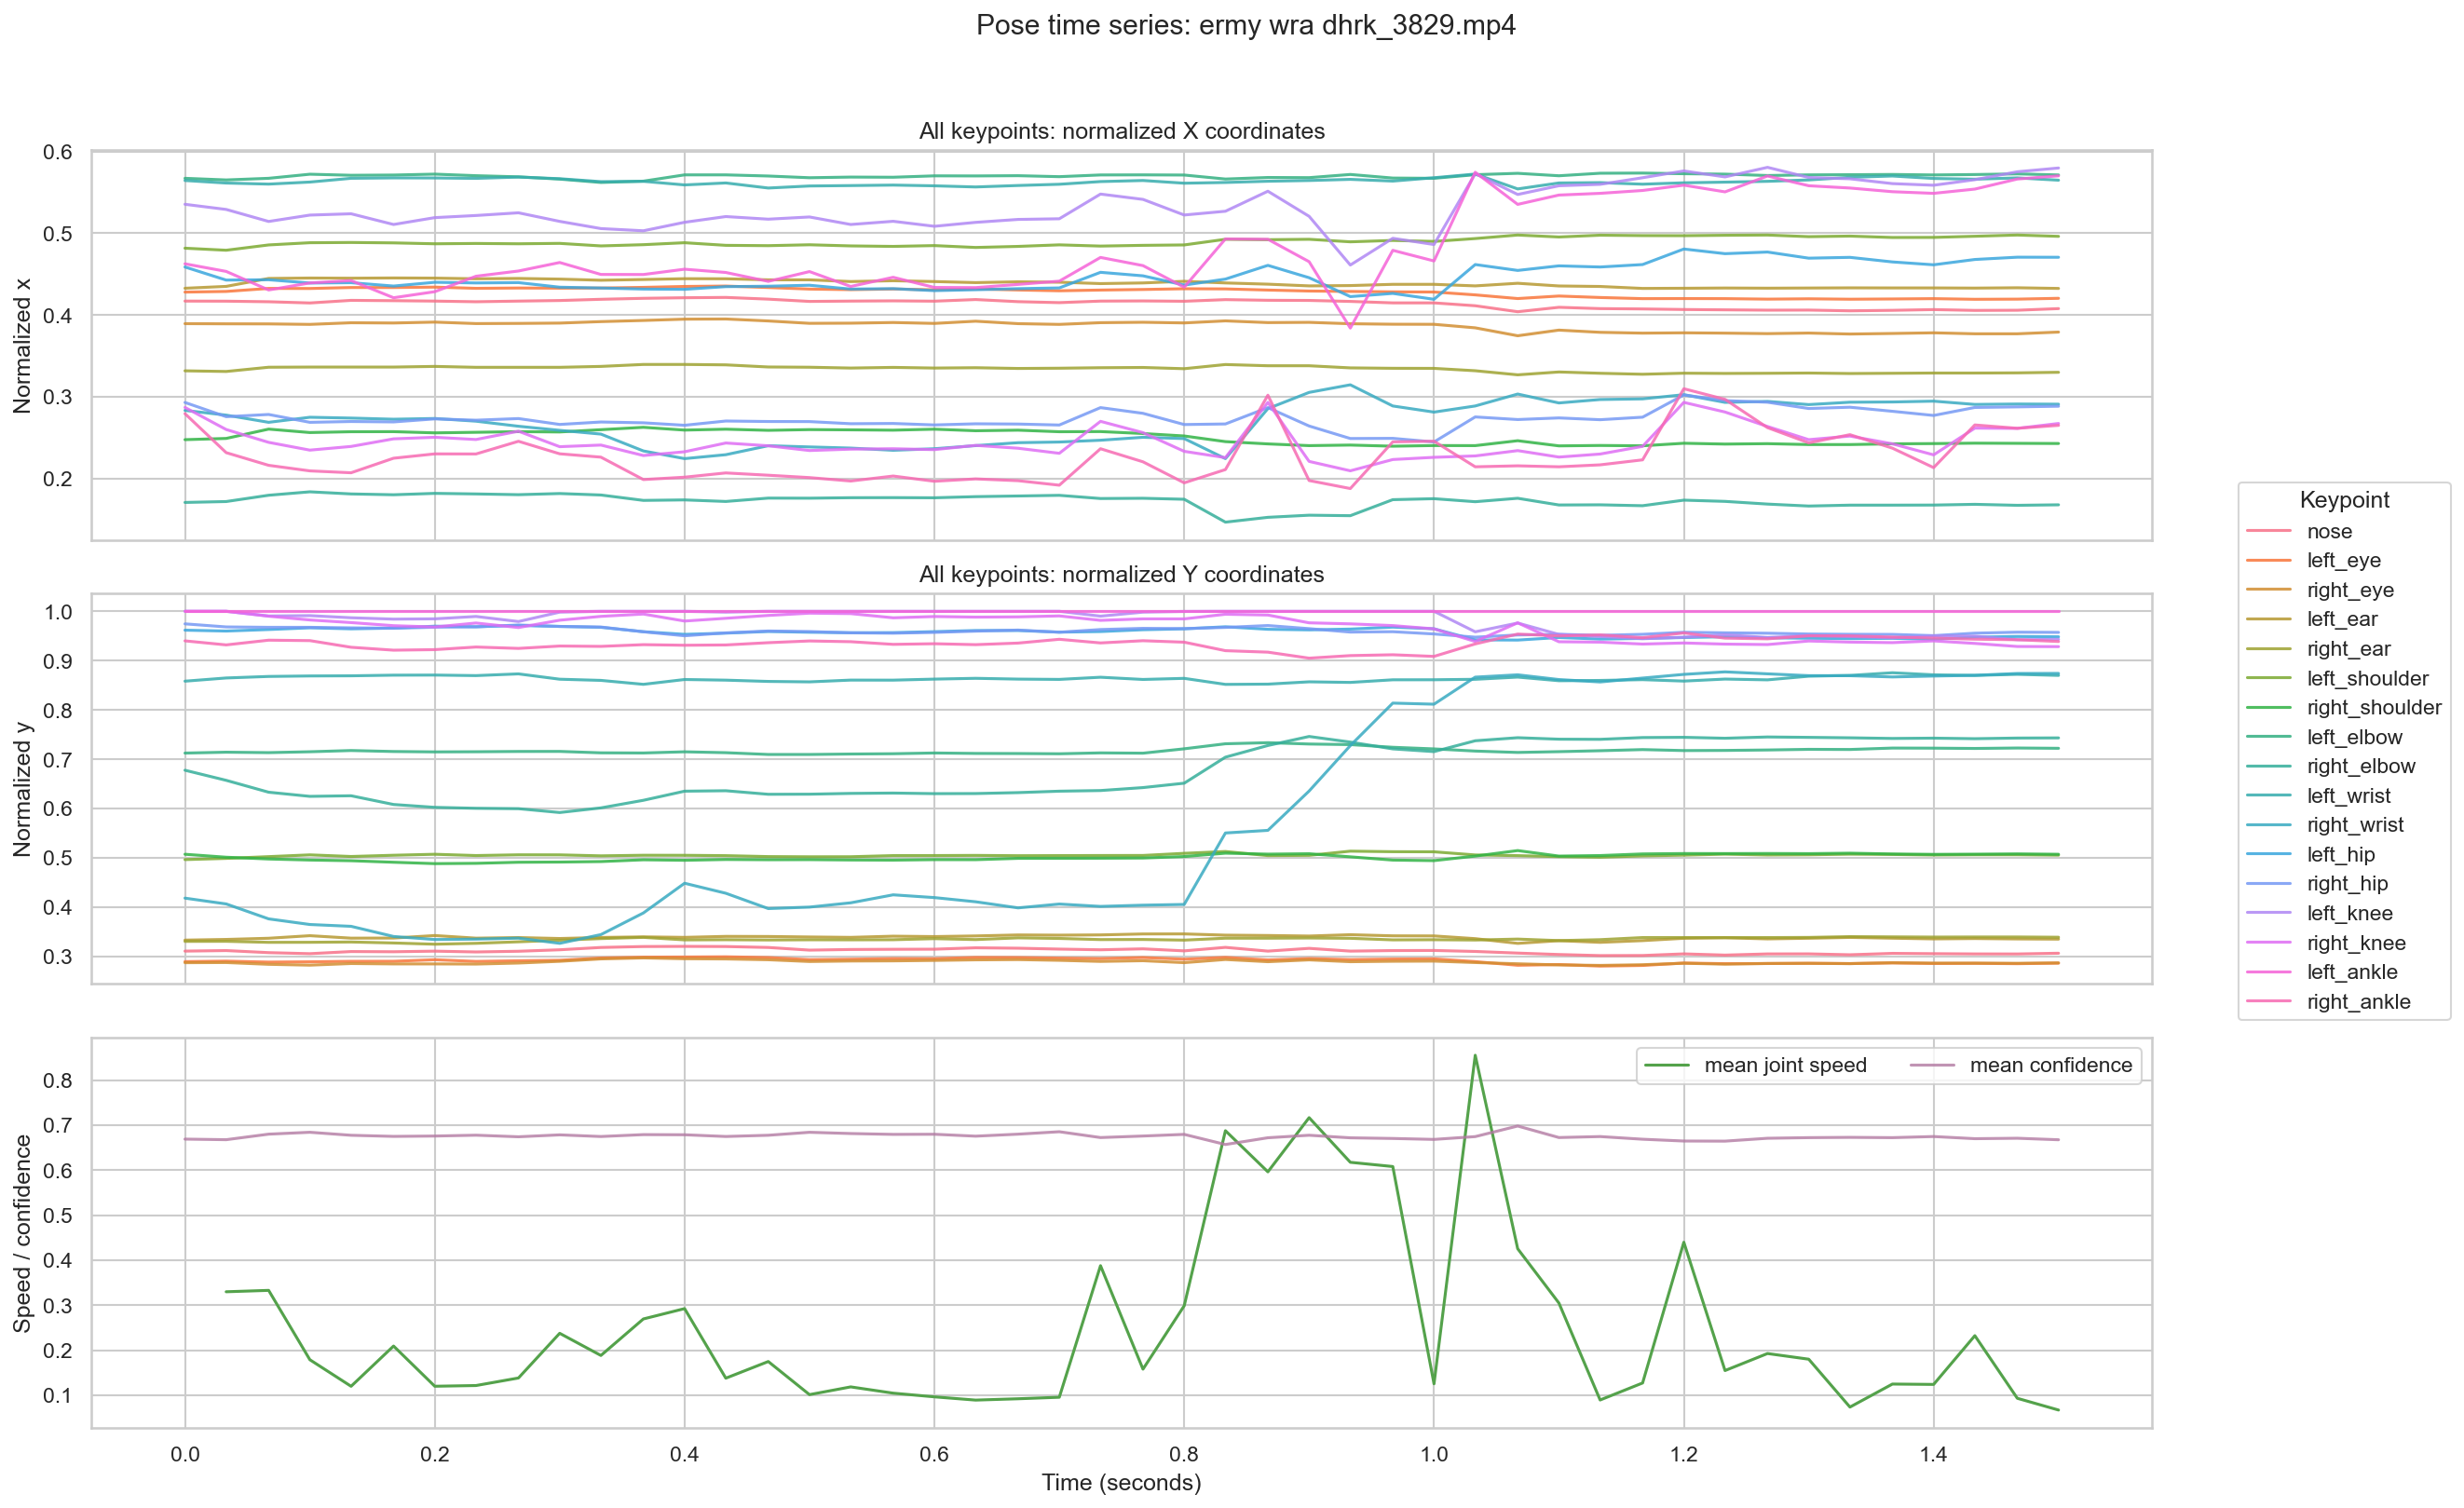 Pose time series: ermy wra dhrk_3829.mp4
All keypoints: normalized X coordinates
Normalized x
0.6
0.5
0.4
0.3
0.2
All keypoints: normalized Y coordinates
Normalized y
1.0
0.9
0.8
0.7
0.6
0.5
0.4
0.3
Keypoint
nose
left_eye
right_eye
left_ear
right_ear
left_shoulder
right_shoulder
left_elbow
right_elbow
left_wrist
right_wrist
left_hip
right_hip
left_knee
right_knee
left_ankle
right_ankle
mean joint speed
mean confidence
Speed / confidence
0.8
0.7
0.6
0.5
0.4
0.3
0.2
0.1
0.0 0.2 0.4 0.6 0.8 1.0 1.2 1.4
Time (seconds)